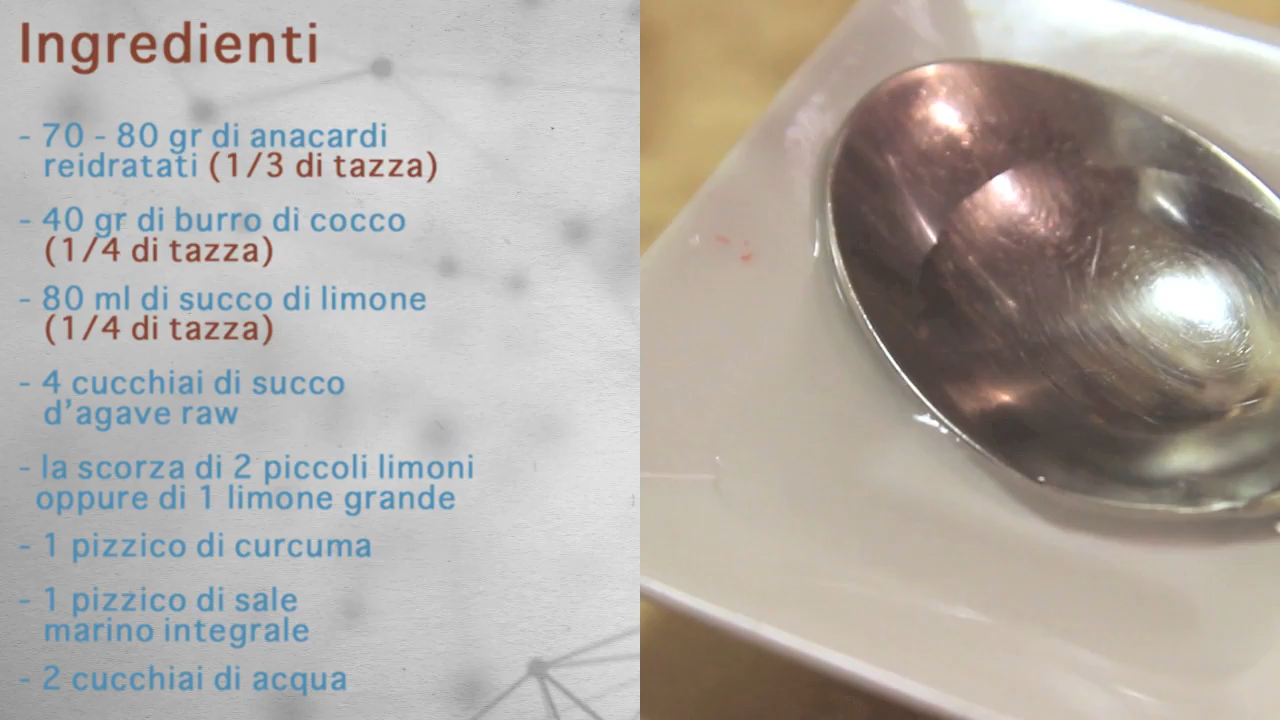 Ingredienti
- 70 - 80 gr di anacardi
reidratati (1/3 di tazza)
- 40 gr di burro di cocco
(1/4 di tazza)
- 80 ml di succo di limone
(1/4 di tazza)
- 4 cucchiai di succo
d'agave raw
- la scorza di 2 piccoli limoni
oppure di 1 limone grande
- 1 pizzico di curcuma
- 1 pizzico di sale
marino integrale
- 2 cucchiai di acqua